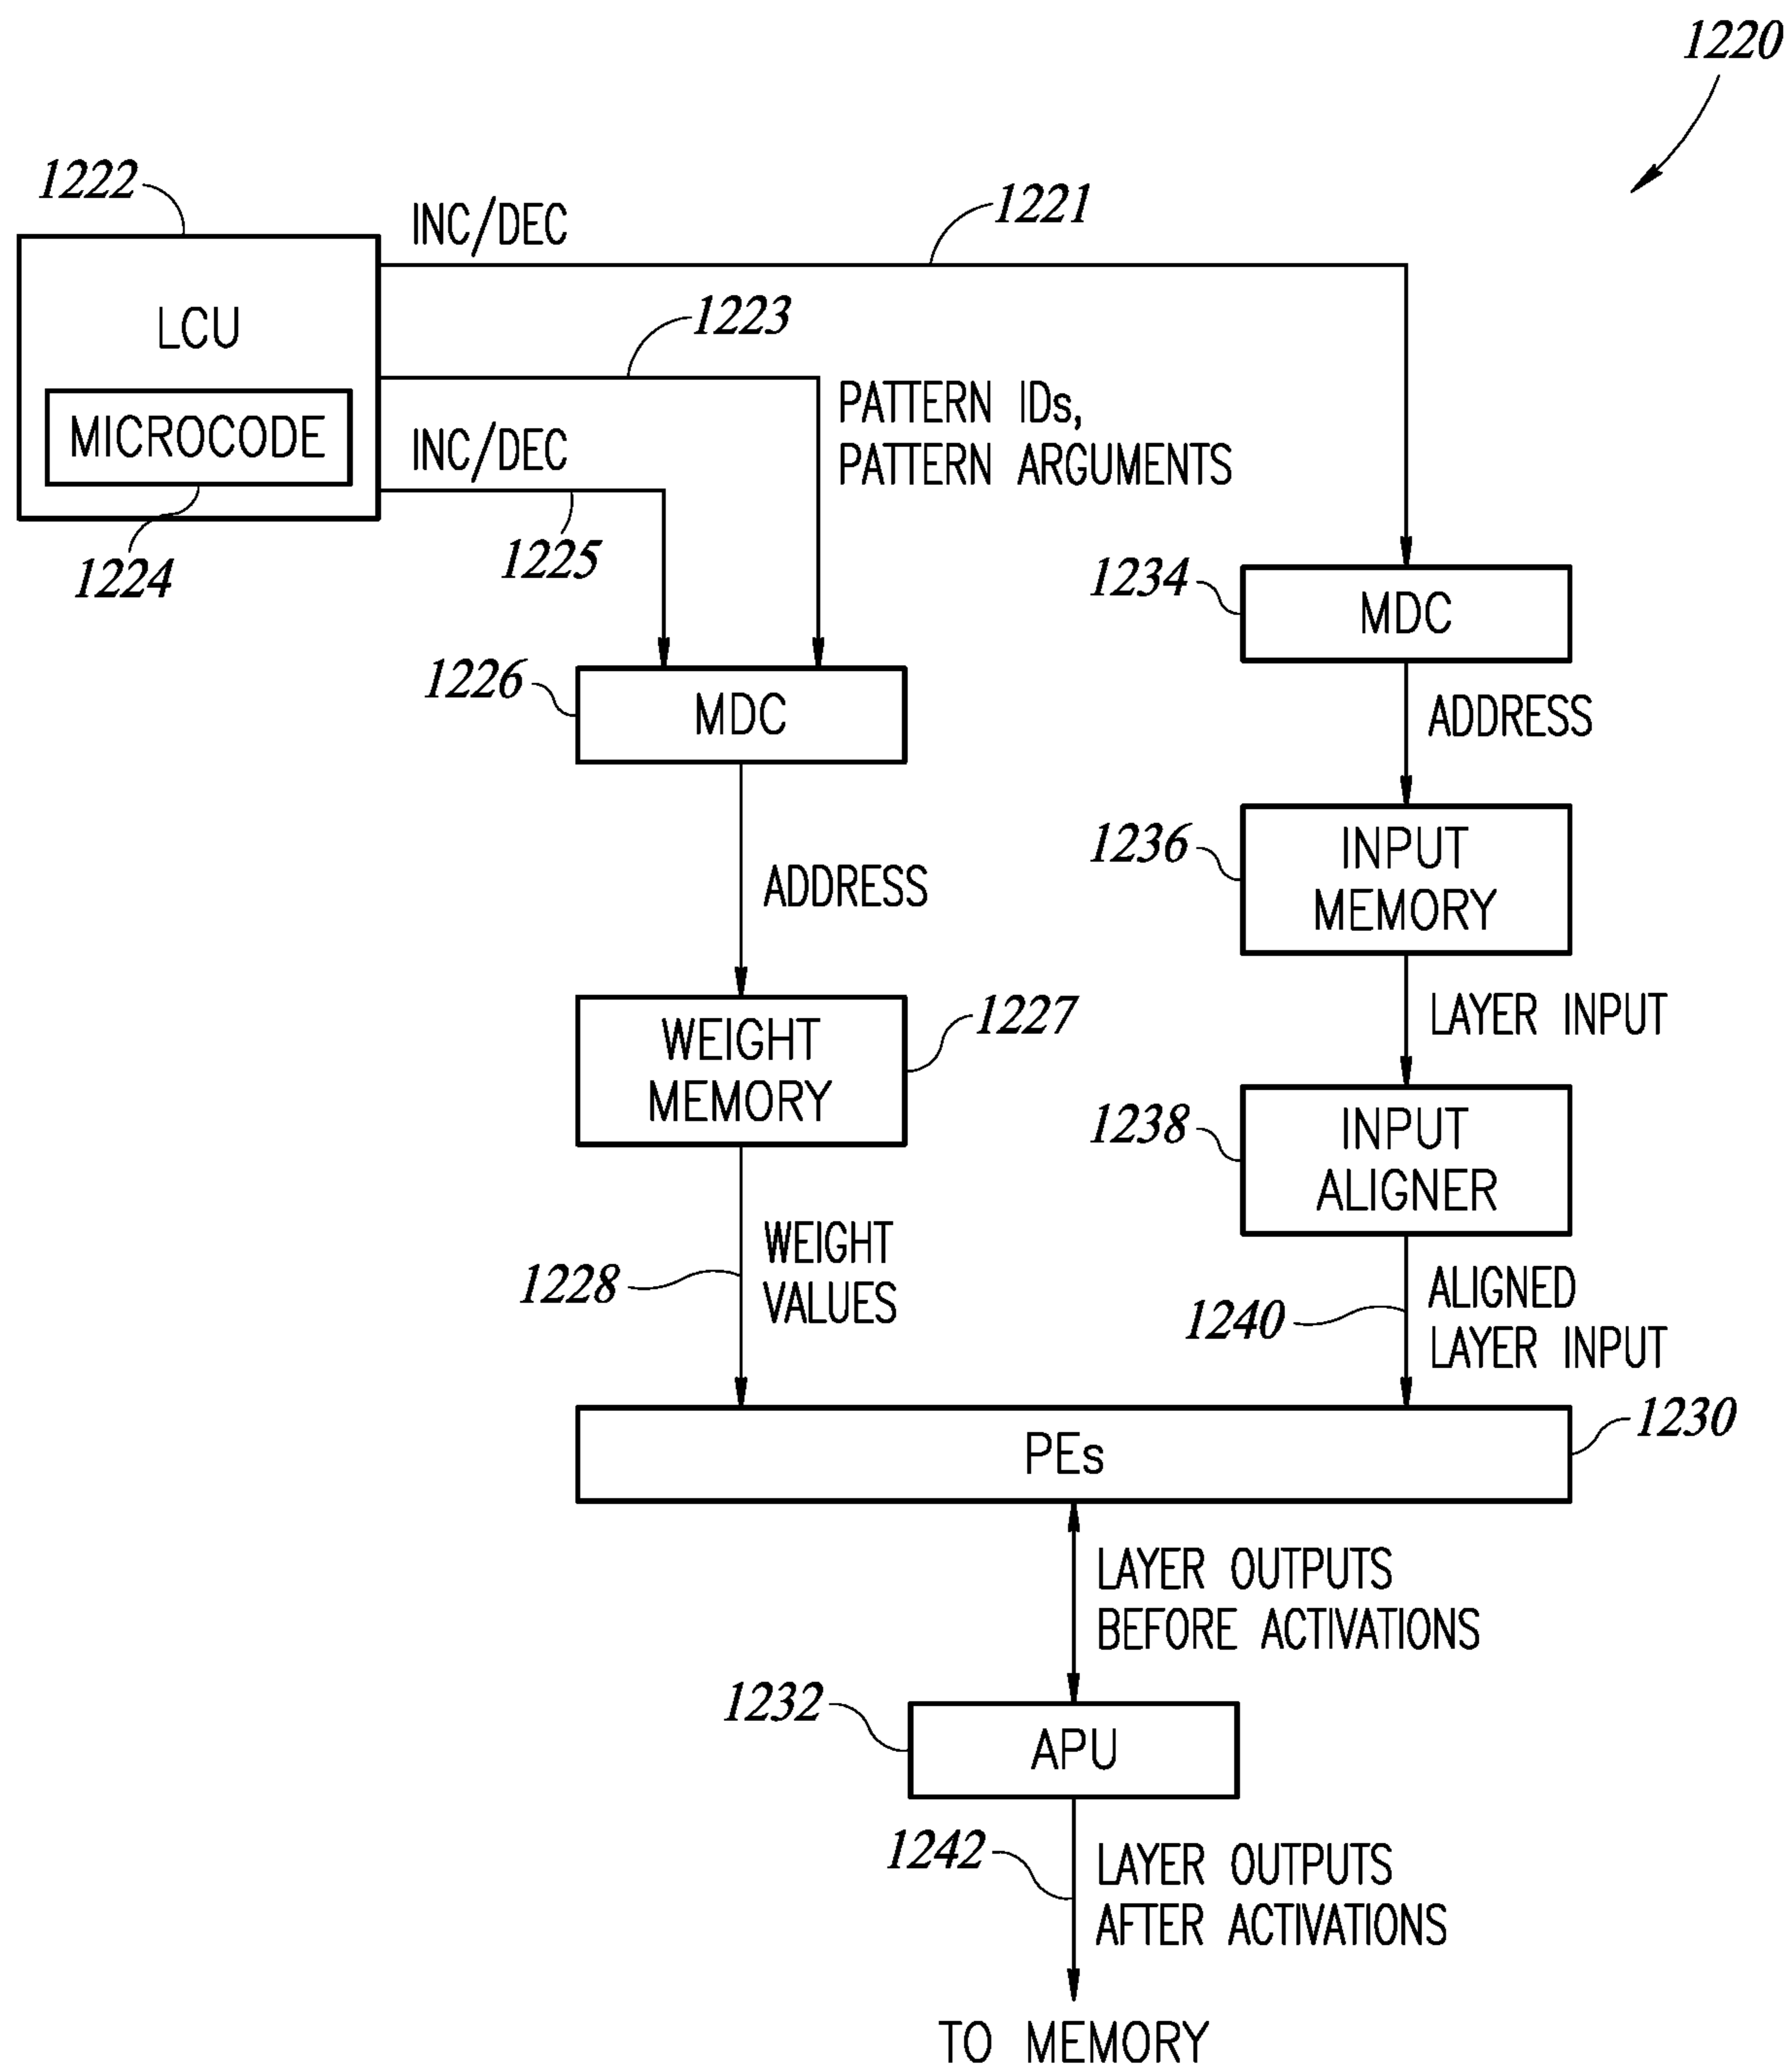 1220
1222
INC/DEC
1221
LCU
1223
MICROCODE
PATTERN IDs,
PATTERN ARGUMENTS
INC/DEC
1225
1224
1234
MDC
1226
MDC
ADDRESS
1236
INPUT
MEMORY
ADDRESS
WEIGHT
MEMORY
1227
LAYER INPUT
1238
INPUT
ALIGNER
WEIGHT
VALUES
1228
ALIGNED
LAYER INPUT
1240
PEs
1230
LAYER OUTPUTS
BEFORE ACTIVATIONS
1232
APU
1242
LAYER OUTPUTS
AFTER ACTIVATIONS
TO MEMORY